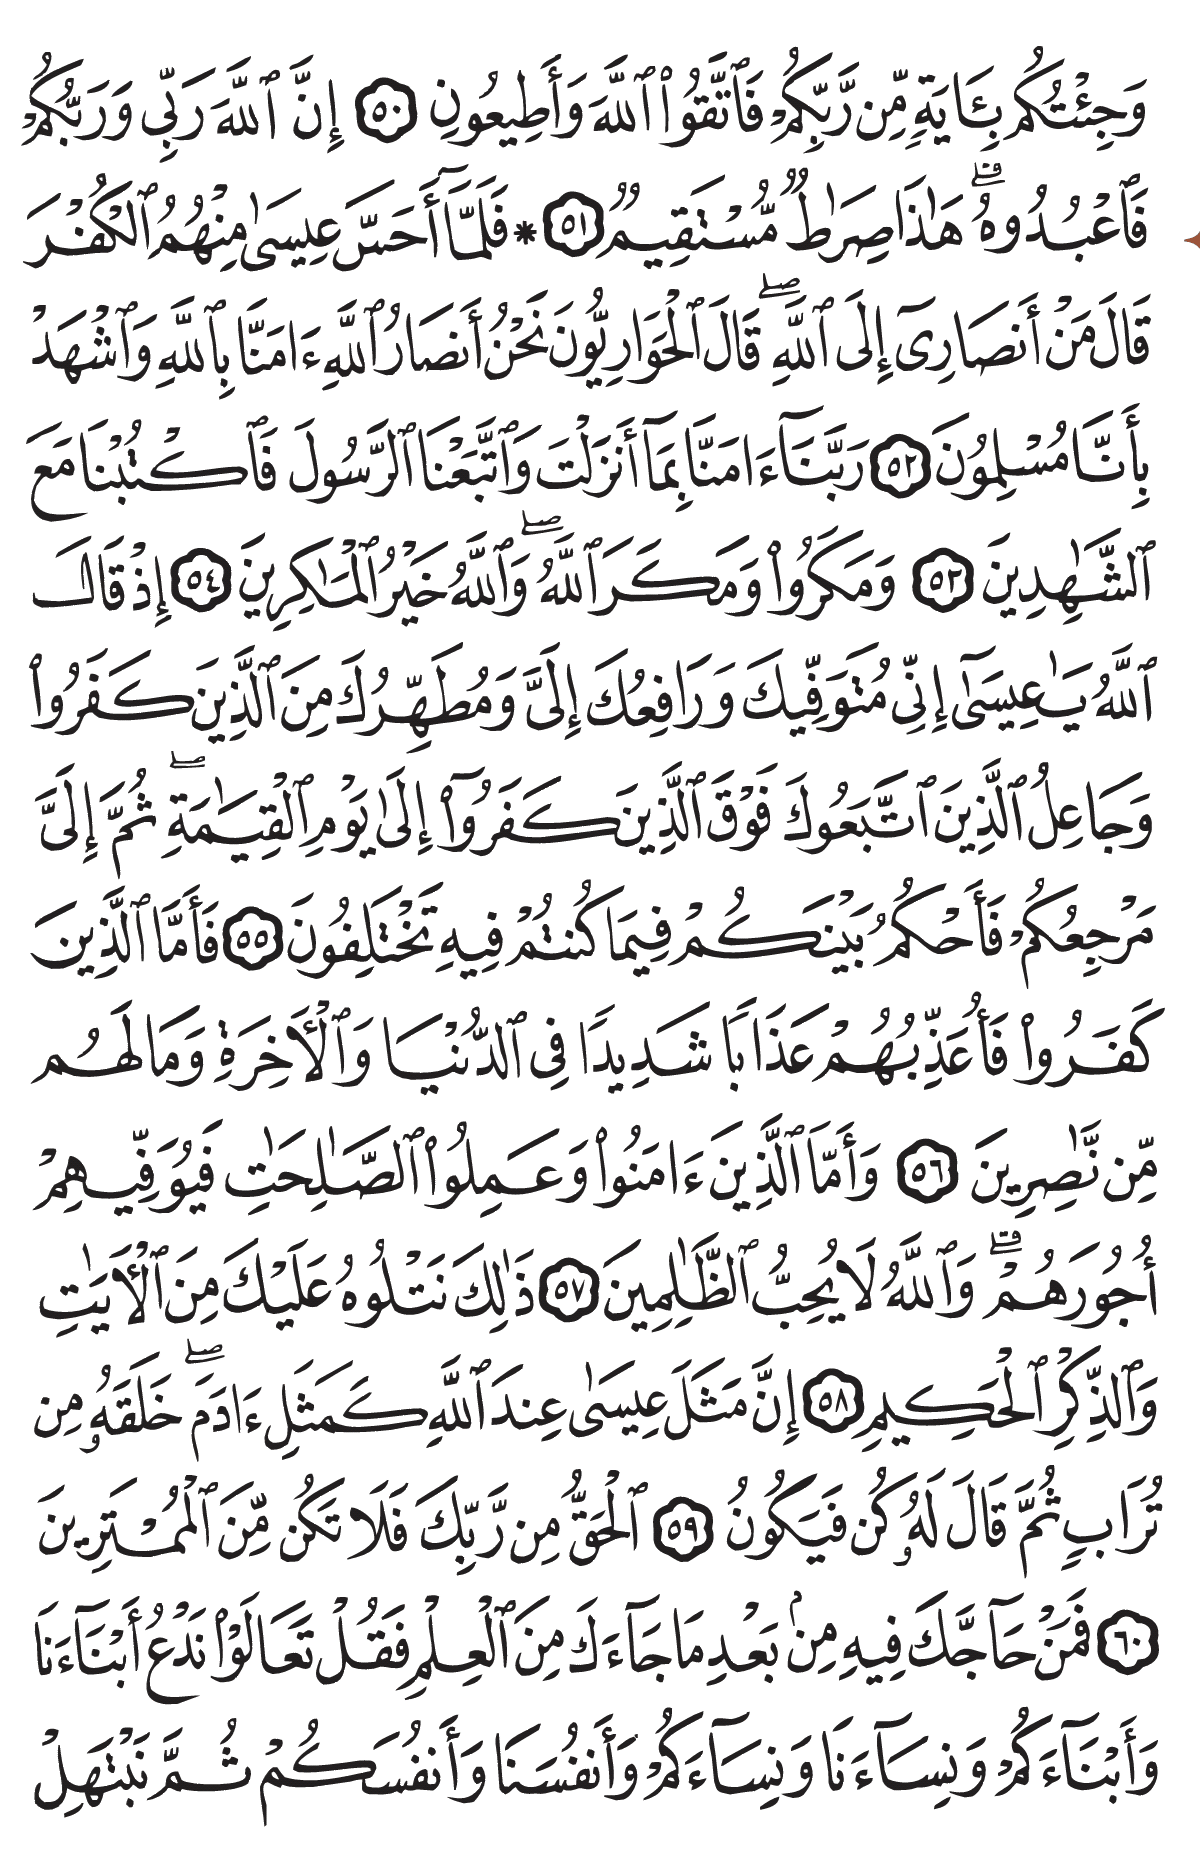 وَجِئْتُكُم بِـَٔايَةٍ مِّن رَّبِّكُمْ فَٱتَّقُوا۟ ٱللَّهَ وَأَطِيعُونِ ٥٠ إِنَّ ٱللَّهَ رَبِّى وَرَبُّكُمْ
فَٱعْبُدُوهُ ۗ هَـٰذَا صِرَٰطٌ مُّسْتَقِيمٌ ٥١ * فَلَمَّآ أَحَسَّ عِيسَىٰ مِنْهُمُ ٱلْكُفْرَ
قَالَ مَنْ أَنصَارِىٓ إِلَى ٱللَّهِ ۖ قَالَ ٱلْحَوَارِيُّونَ نَحْنُ أَنصَارُ ٱللَّهِ ءَامَنَّا بِٱللَّهِ وَٱشْهَدْ
بِأَنَّا مُسْلِمُونَ ٥٢ رَبَّنَآ ءَامَنَّا بِمَآ أَنزَلْتَ وَٱتَّبَعْنَا ٱلرَّسُولَ فَٱكْتُبْنَا مَعَ
ٱلشَّـٰهِدِينَ ٥٣ وَمَكَرُوا۟ وَمَكَرَ ٱللَّهُ ۖ وَٱللَّهُ خَيْرُ ٱلْمَـٰكِرِينَ ٥٤ إِذْ قَالَ
ٱللَّهُ يَـٰعِيسَىٰٓ إِنِّى مُتَوَفِّيكَ وَرَافِعُكَ إِلَىَّ وَمُطَهِّرُكَ مِنَ ٱلَّذِينَ كَفَرُوا۟
وَجَاعِلُ ٱلَّذِينَ ٱتَّبَعُوكَ فَوْقَ ٱلَّذِينَ كَفَرُوٓا۟ إِلَىٰ يَوْمِ ٱلْقِيَـٰمَةِ ۖ ثُمَّ إِلَىَّ
مَرْجِعُكُمْ فَأَحْكُمُ بَيْنَكُمْ فِيمَا كُنتُمْ فِيهِ تَخْتَلِفُونَ ٥٥ فَأَمَّا ٱلَّذِينَ
كَفَرُوا۟ فَأُعَذِّبُهُمْ عَذَابًا شَدِيدًا فِى ٱلدُّنْيَا وَٱلْـَٔاخِرَةِ وَمَا لَهُم
مِّن نَّـٰصِرِينَ ٥٦ وَأَمَّا ٱلَّذِينَ ءَامَنُوا۟ وَعَمِلُوا۟ ٱلصَّـٰلِحَـٰتِ فَيُوَفِّيهِمْ
أُجُورَهُمْ ۗ وَٱللَّهُ لَا يُحِبُّ ٱلظَّـٰلِمِينَ ٥٧ ذَٰلِكَ نَتْلُوهُ عَلَيْكَ مِنَ ٱلْـَٔايَـٰتِ
وَٱلذِّكْرِ ٱلْحَكِيمِ ٥٨ إِنَّ مَثَلَ عِيسَىٰ عِندَ ٱللَّهِ كَمَثَلِ ءَادَمَ ۖ خَلَقَهُۥ مِن
تُرَابٍ ثُمَّ قَالَ لَهُۥ كُن فَيَكُونُ ٥٩ ٱلْحَقُّ مِن رَّبِّكَ فَلَا تَكُن مِّنَ ٱلْمُمْتَرِينَ
٦٠ فَمَنْ حَآجَّكَ فِيهِ مِنۢ بَعْدِ مَا جَآءَكَ مِنَ ٱلْعِلْمِ فَقُلْ تَعَالَوْا۟ نَدْعُ أَبْنَآءَنَا
وَأَبْنَآءَكُمْ وَنِسَآءَنَا وَنِسَآءَكُمْ وَأَنفُسَنَا وَأَنفُسَكُمْ ثُمَّ نَبْتَهِلْ